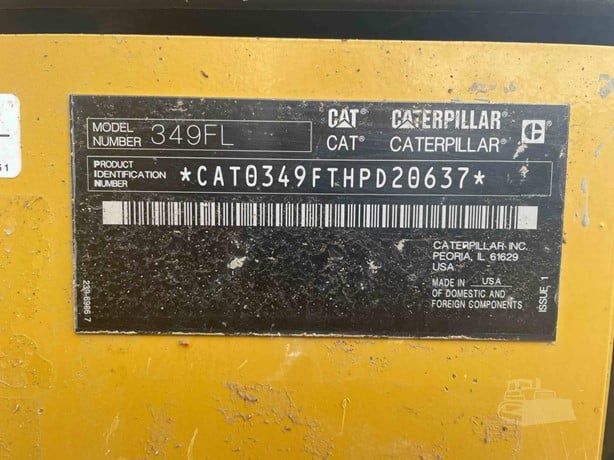 MODEL
NUMBER 349FL
CAT CATERPILLAR C
CAT® CATERPILLAR®
PRODUCT
IDENTIFICATION
NUMBER *CAT0349FTHPD20637*
CATERPILLAR INC.
PEORIA, IL 61629
USA
MADE IN USA
OF DOMESTIC AND
FOREIGN COMPONENTS
ISSUE 1